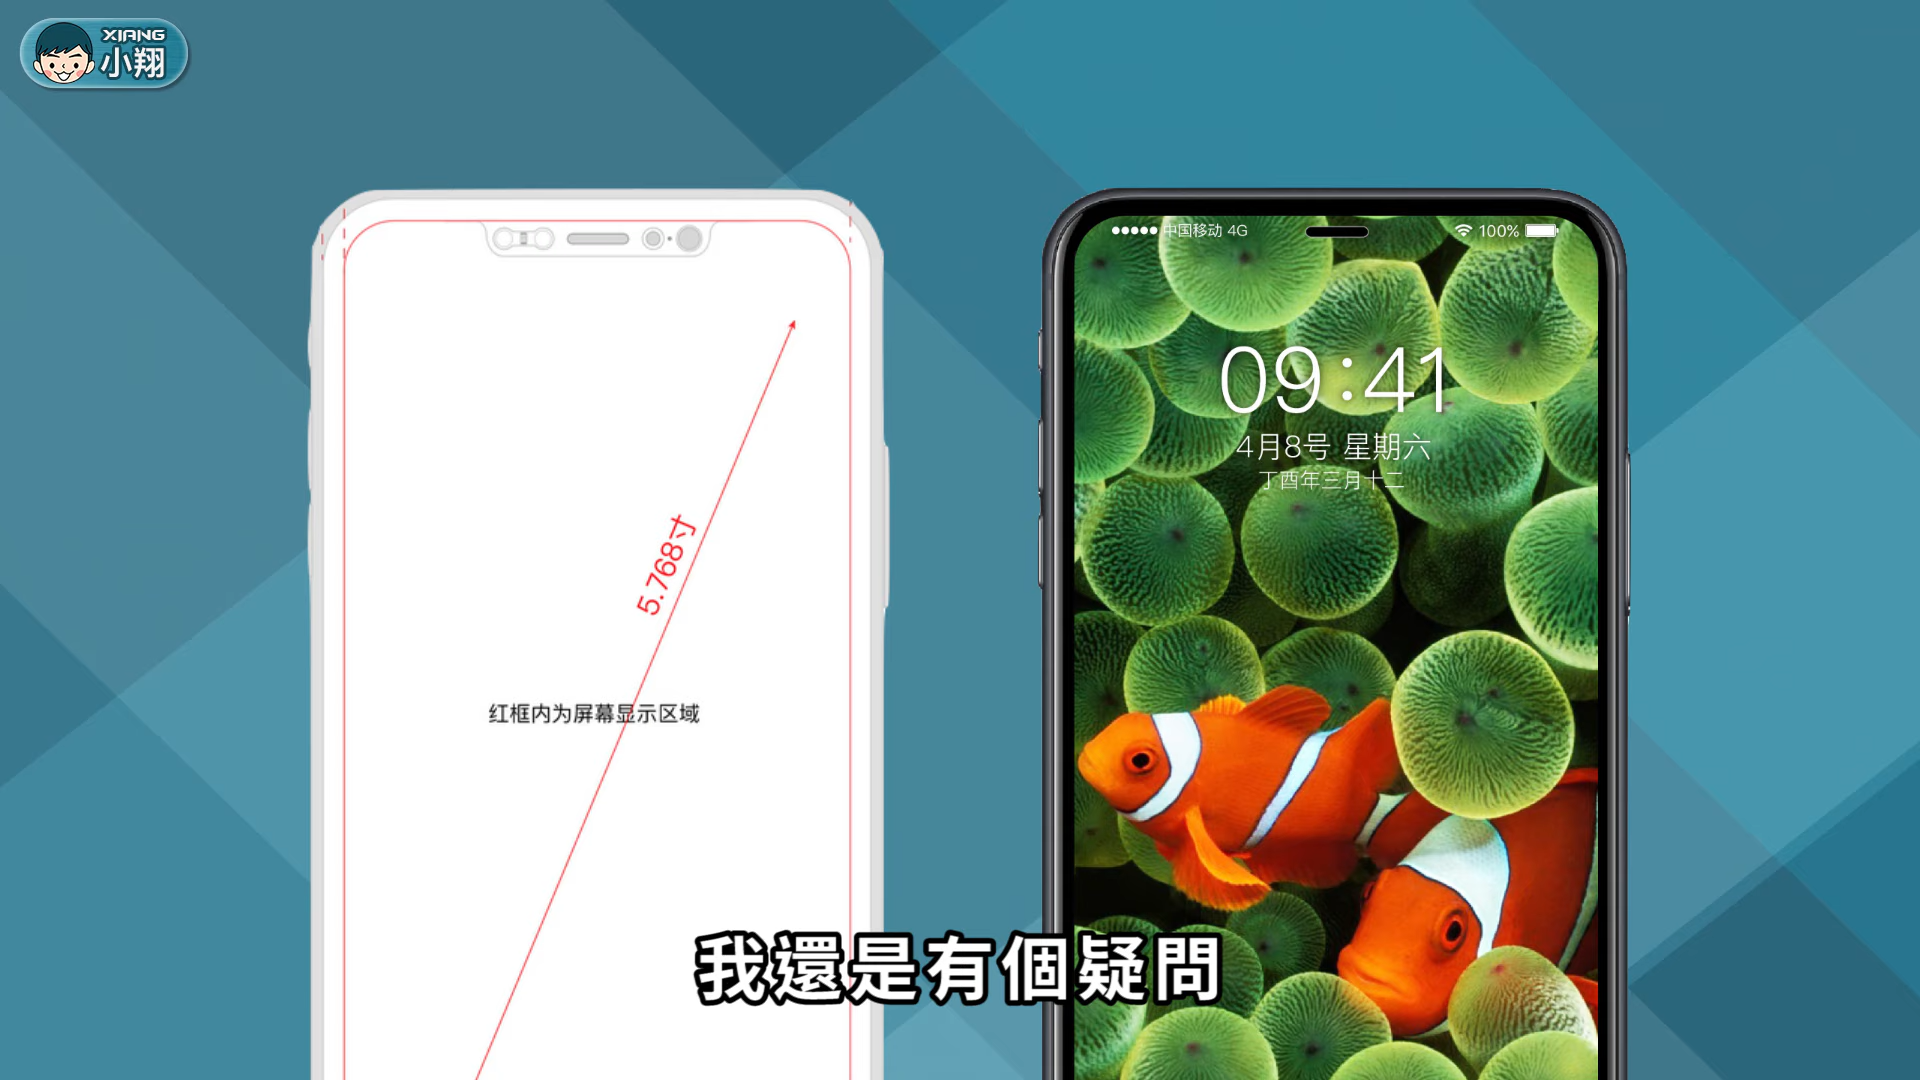 XIANG
小翔
5.768寸
红框内为屏幕显示区域
中国移动 4G
100%
09:41
4月8号 星期六
丁酉年三月十二
我還是有個疑問